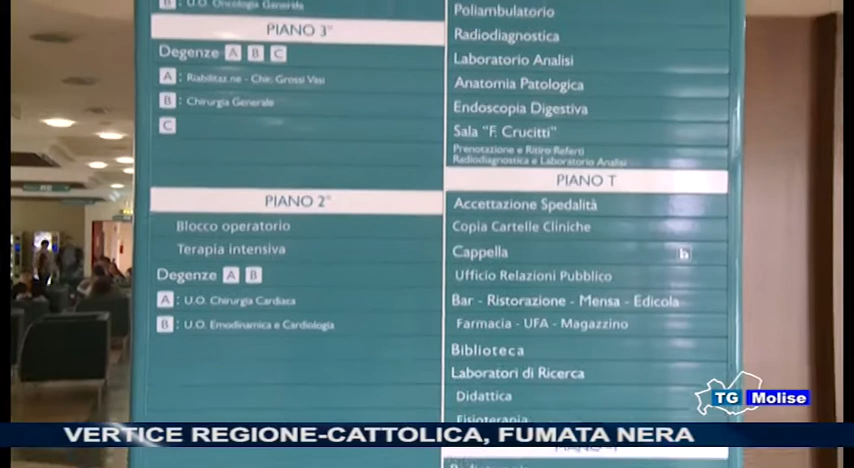 B : U.O. Oncologia Generale
PIANO 3°
Degenze A B C
A : Riabilitaz.ne - Chir. Grossi Vasi
B : Chirurgia Generale
C
PIANO 2°
Blocco operatorio
Terapia intensiva
Degenze A B
A : U.O. Chirurgia Cardiaca
B : U.O. Emodinamica e Cardiologia
Poliambulatorio
Radiodiagnostica
Laboratorio Analisi
Anatomia Patologica
Endoscopia Digestiva
Sala "F. Crucitti"
Prenotazione e Ritiro Referti
Radiodiagnostica e Laboratorio Analisi
PIANO T
Accettazione Spedalità
Copia Cartelle Cliniche
Cappella
Ufficio Relazioni Pubblico
Bar - Ristorazione - Mensa - Edicola
Farmacia - UFA - Magazzino
Biblioteca
Laboratori di Ricerca
Didattica
Fisioterapia
TG Molise
VERTICE REGIONE-CATTOLICA, FUMATA NERA